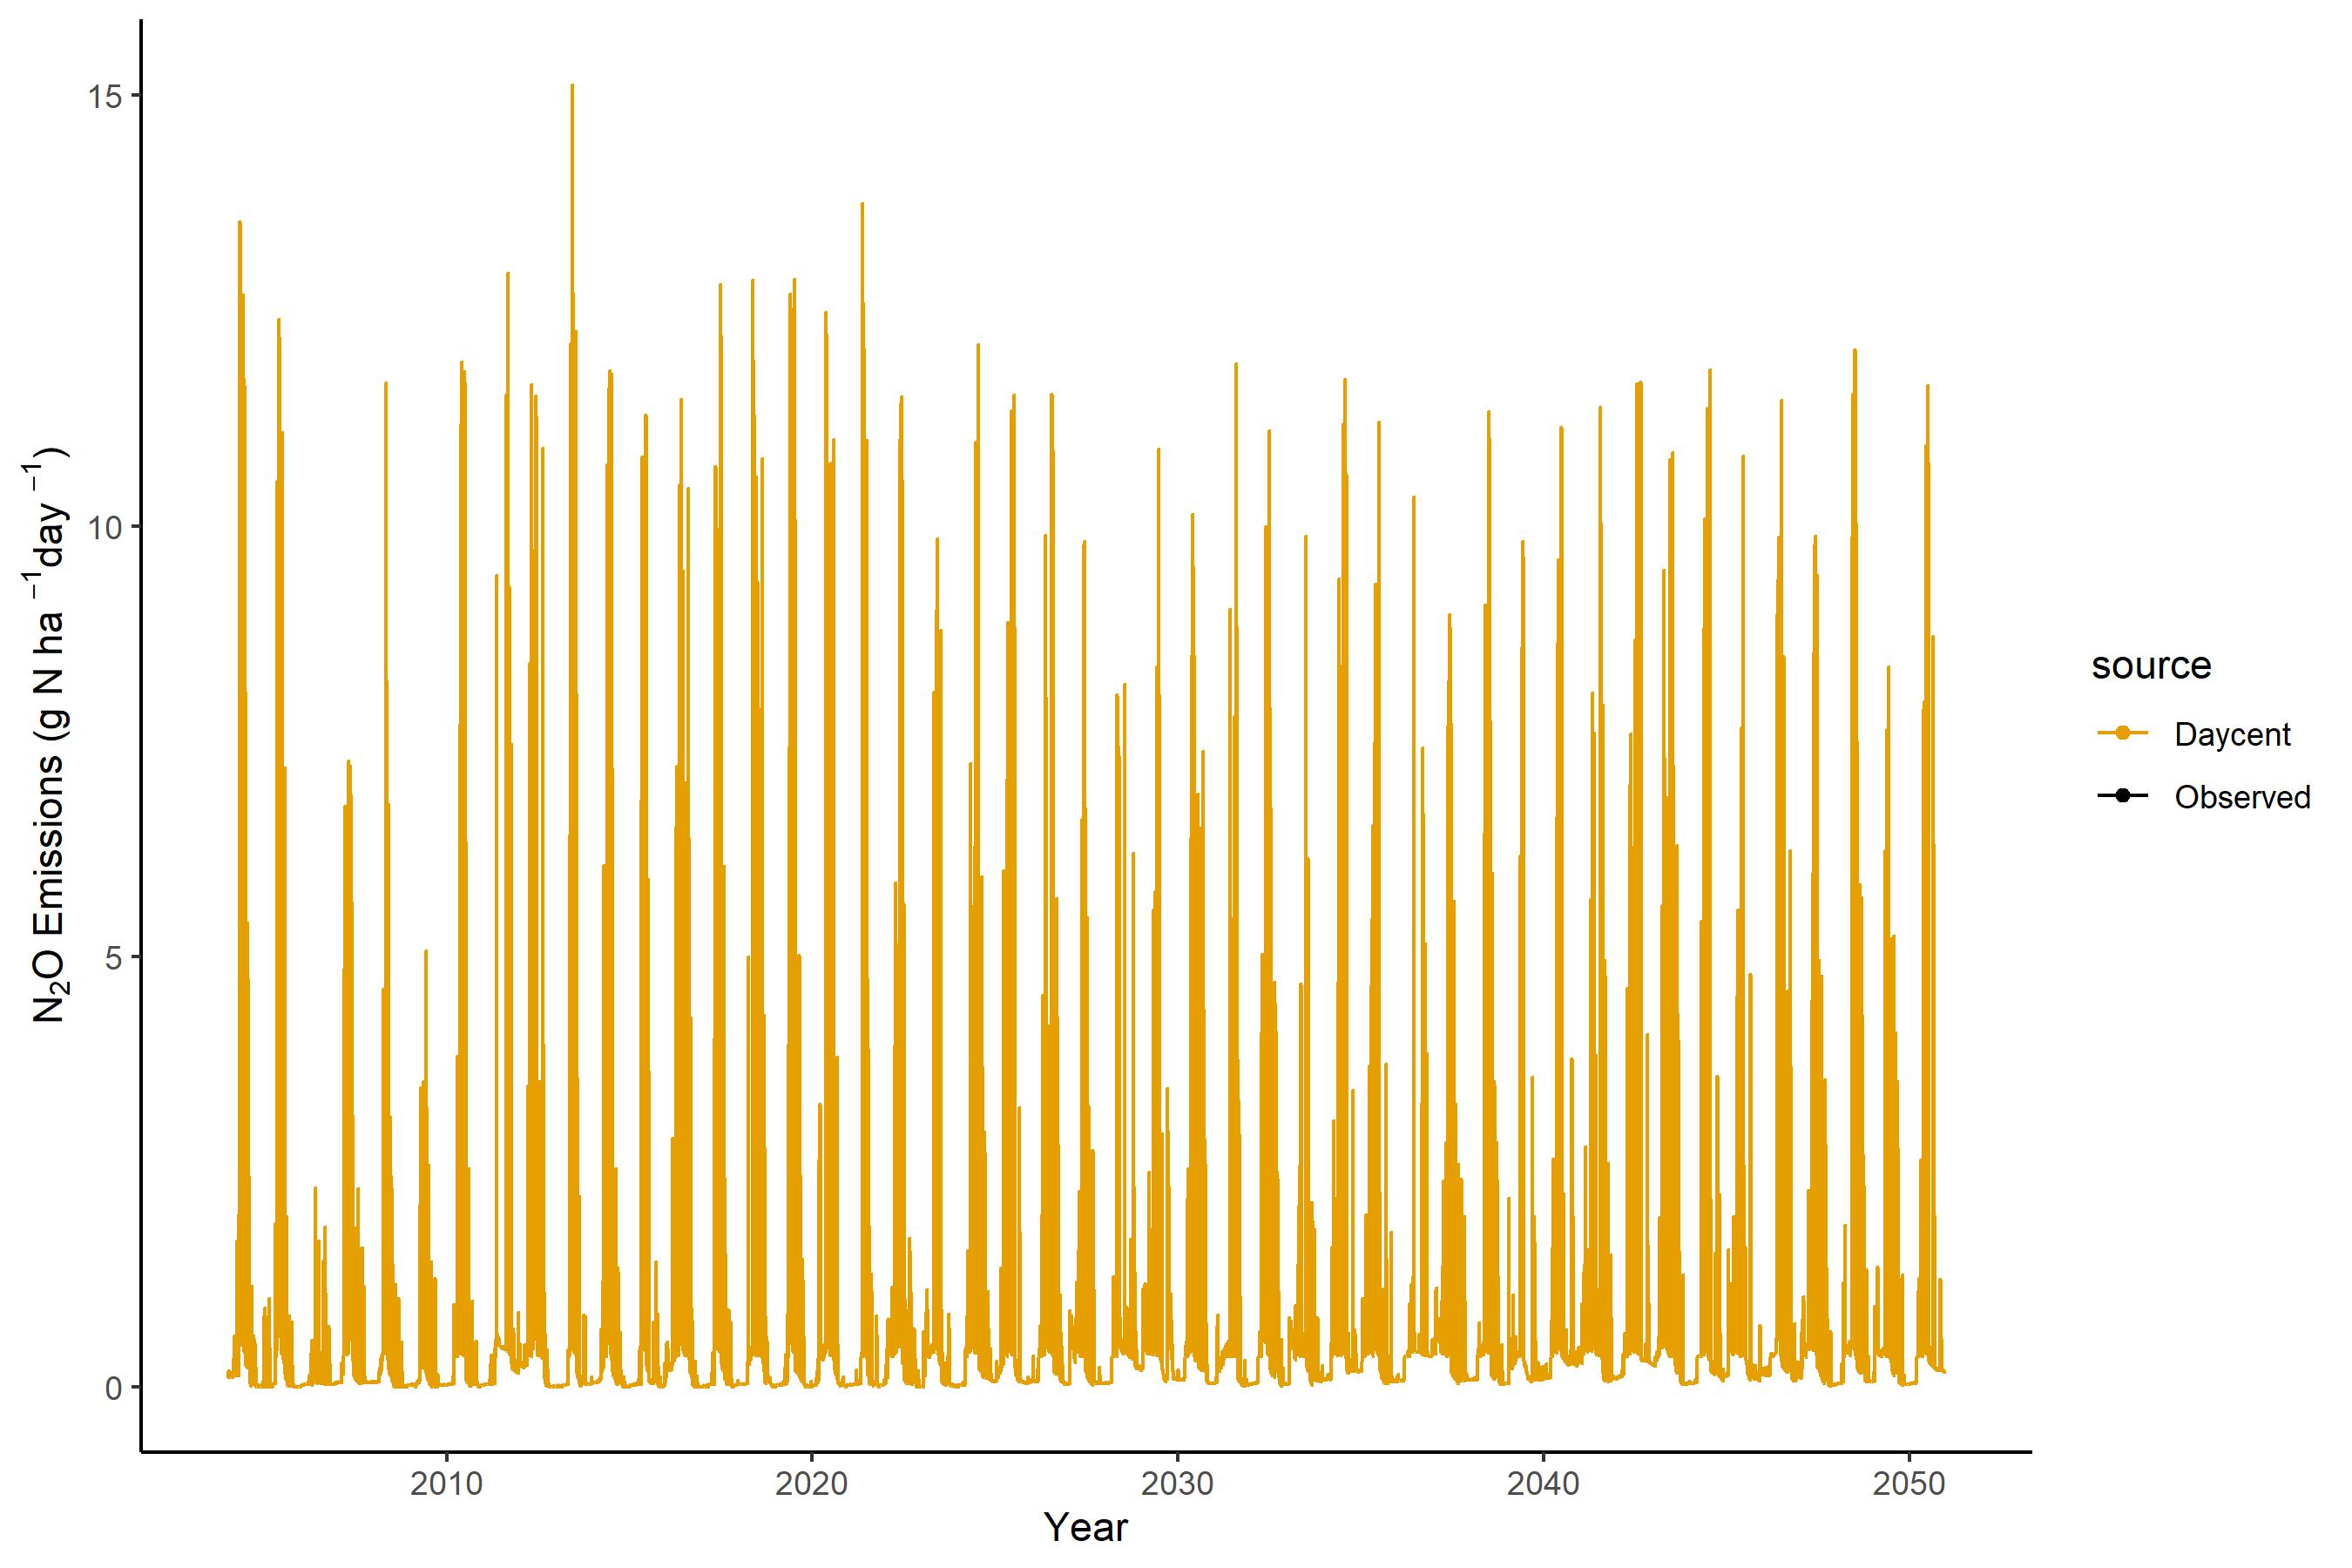 15
10
5
0
N₂O Emissions (g N ha ⁻¹day ⁻¹)
2010 2020 2030 2040 2050
Year
source
Daycent
Observed